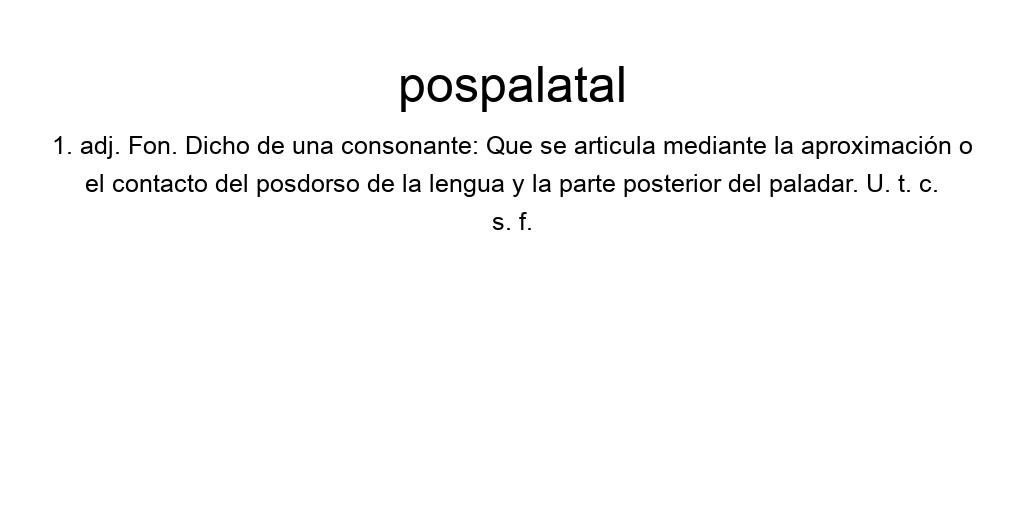 pospalatal
1. adj. Fon. Dicho de una consonante: Que se articula mediante la aproximación o
el contacto del posdorso de la lengua y la parte posterior del paladar. U. t. c.
s. f.